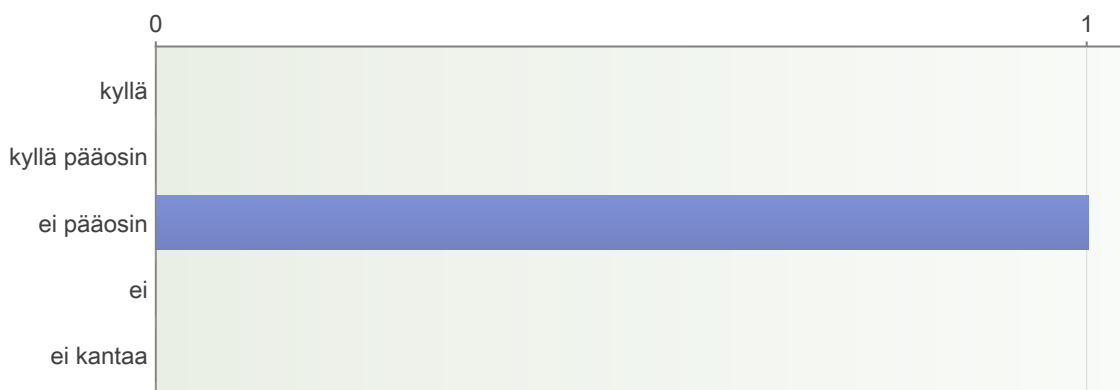 0 1
kyllä
kyllä pääosin
ei pääosin
ei
ei kantaa